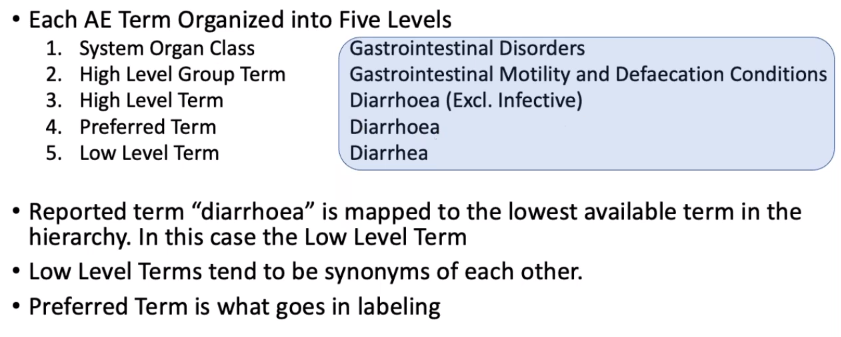 • Each AE Term Organized into Five Levels
1. System Organ Class Gastrointestinal Disorders
2. High Level Group Term Gastrointestinal Motility and Defaecation Conditions
3. High Level Term Diarrhoea (Excl. Infective)
4. Preferred Term Diarrhoea
5. Low Level Term Diarrhea
• Reported term “diarrhoea” is mapped to the lowest available term in the
hierarchy. In this case the Low Level Term
• Low Level Terms tend to be synonyms of each other.
• Preferred Term is what goes in labeling